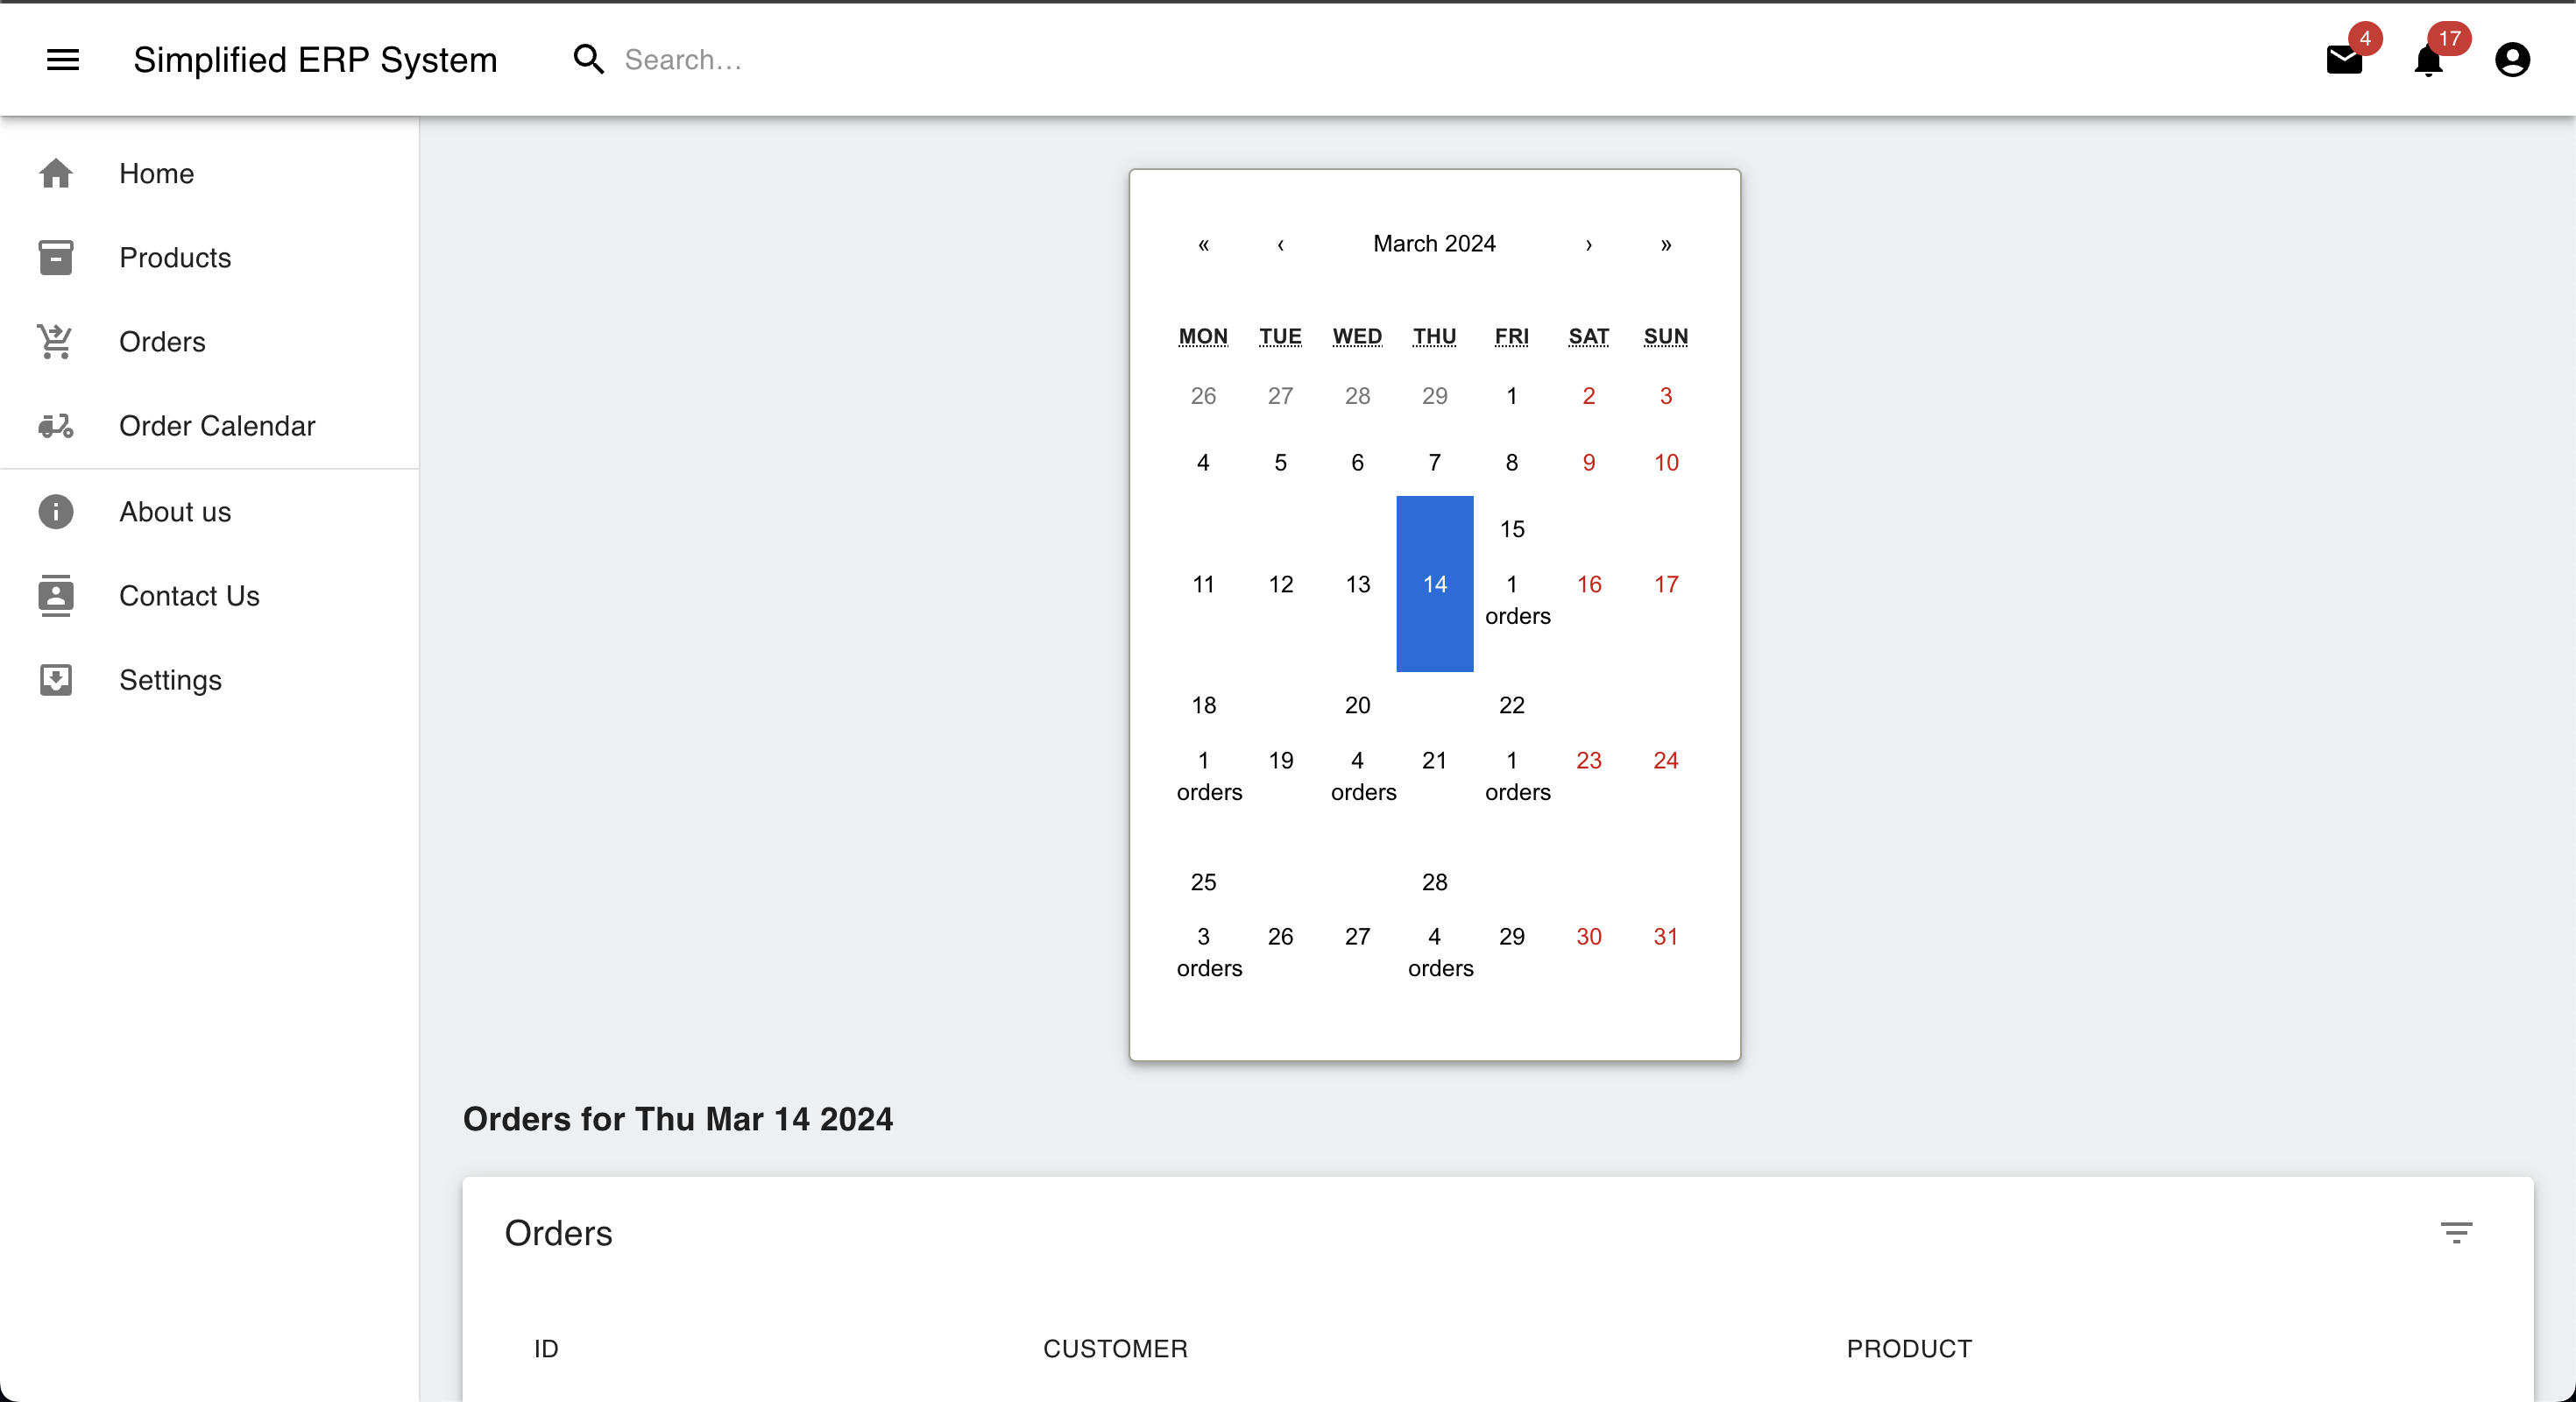 Simplified ERP System
Search…
4
17
Home
Products
Orders
Order Calendar
About us
Contact Us
Settings
« ‹ March 2024 › »
MON TUE WED THU FRI SAT SUN
26 27 28 29 1 2 3
4 5 6 7 8 9 10
15
11 12 13 14 1 16 17
orders
18 20 22
1 19 4 21 1 23 24
orders orders orders
25 28
3 26 27 4 29 30 31
orders orders
Orders for Thu Mar 14 2024
Orders
ID CUSTOMER PRODUCT